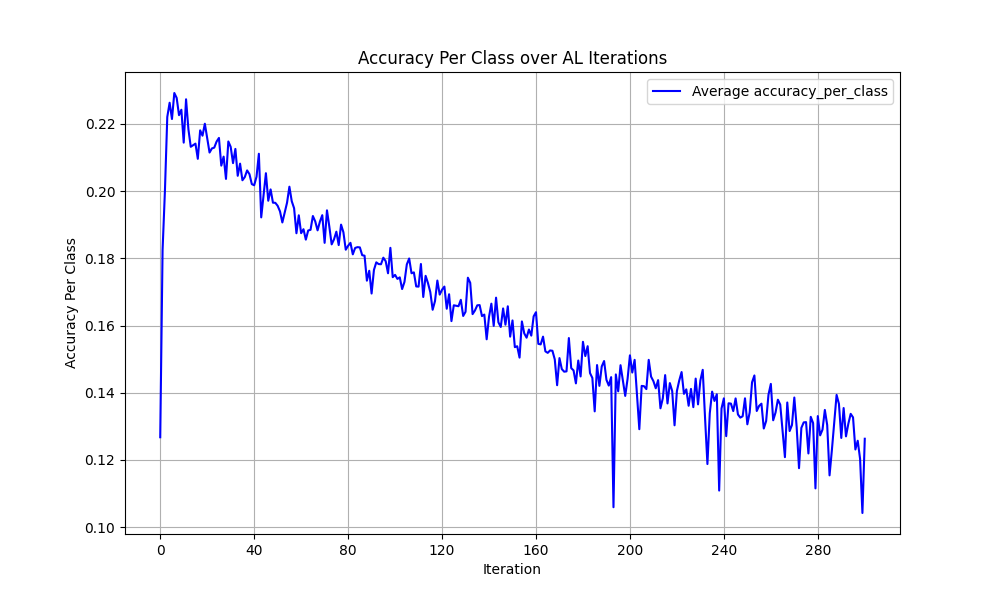 Accuracy Per Class over AL Iterations
Average accuracy_per_class
Accuracy Per Class
0.22
0.20
0.18
0.16
0.14
0.12
0.10
0 40 80 120 160 200 240 280
Iteration